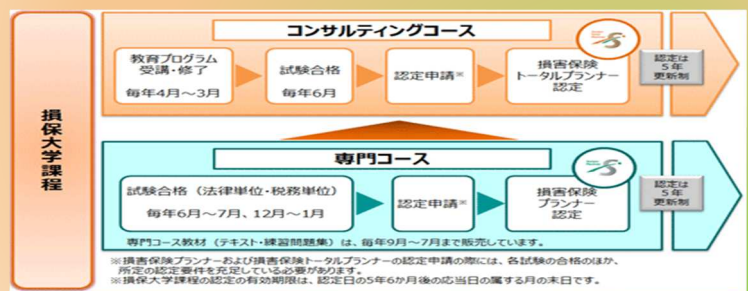 損保大学課程
コンサルティングコース
教育プログラム
受講・修了
毎年4月～3月
試験合格
毎年6月
認定申請※
損害保険
トータルプランナー
認定
認定は
5年
更新制
専門コース
試験合格（法律単位・税務単位）
毎年6月～7月、12月～1月
認定申請※
損害保険
プランナー
認定
認定は
5年
更新制
専門コース教材（テキスト・練習問題集）は、毎年9月～7月まで販売しています。
※損害保険プランナーおよび損害保険トータルプランナーの認定申請の際には、各試験の合格のほか、
所定の認定要件を充足している必要があります。
※損保大学課程の認定の有効期限は、認定日の5年6か月後の応当日の属する月の末日です。